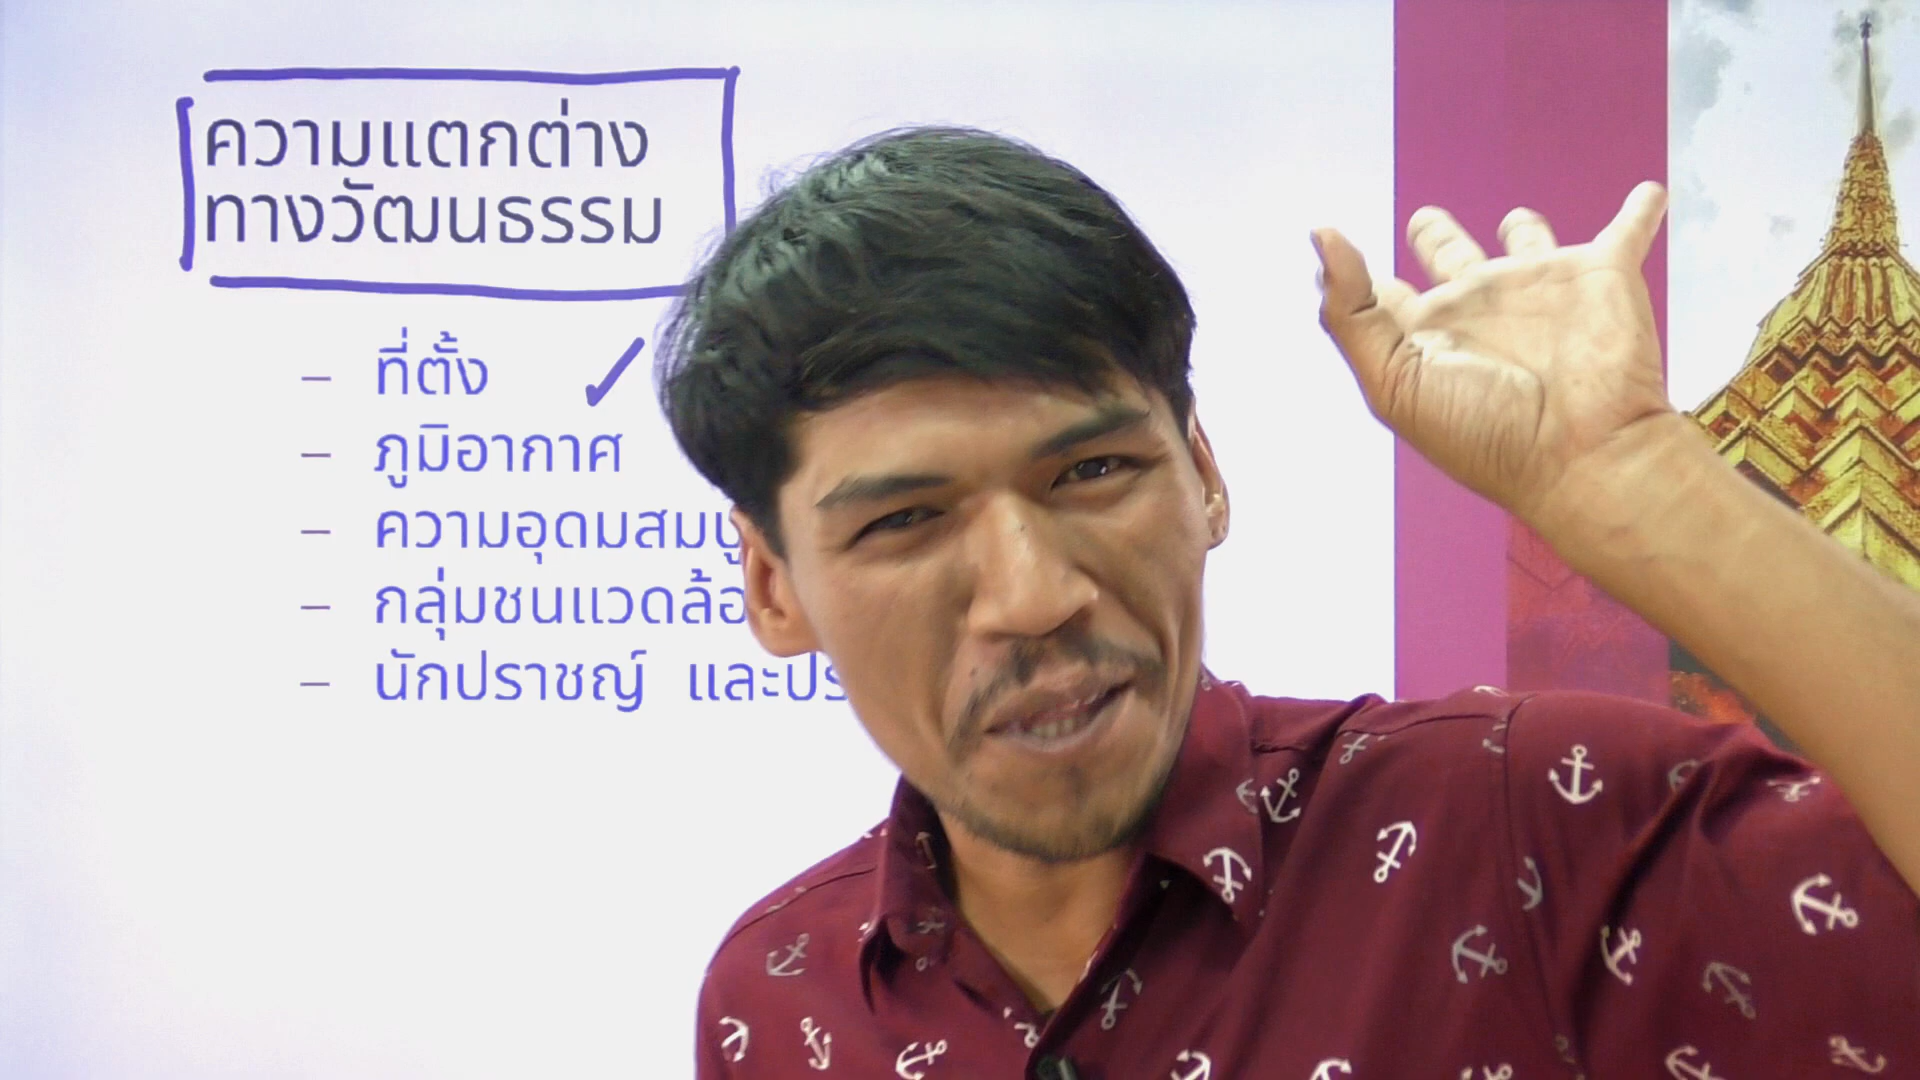 ความแตกต่าง
ทางวัฒนธรรม
– ที่ตั้ง
– ภูมิอากาศ
– ความอุดมสมบู
– กลุ่มชนแวดล้อ
– นักปราชญ์ และปร